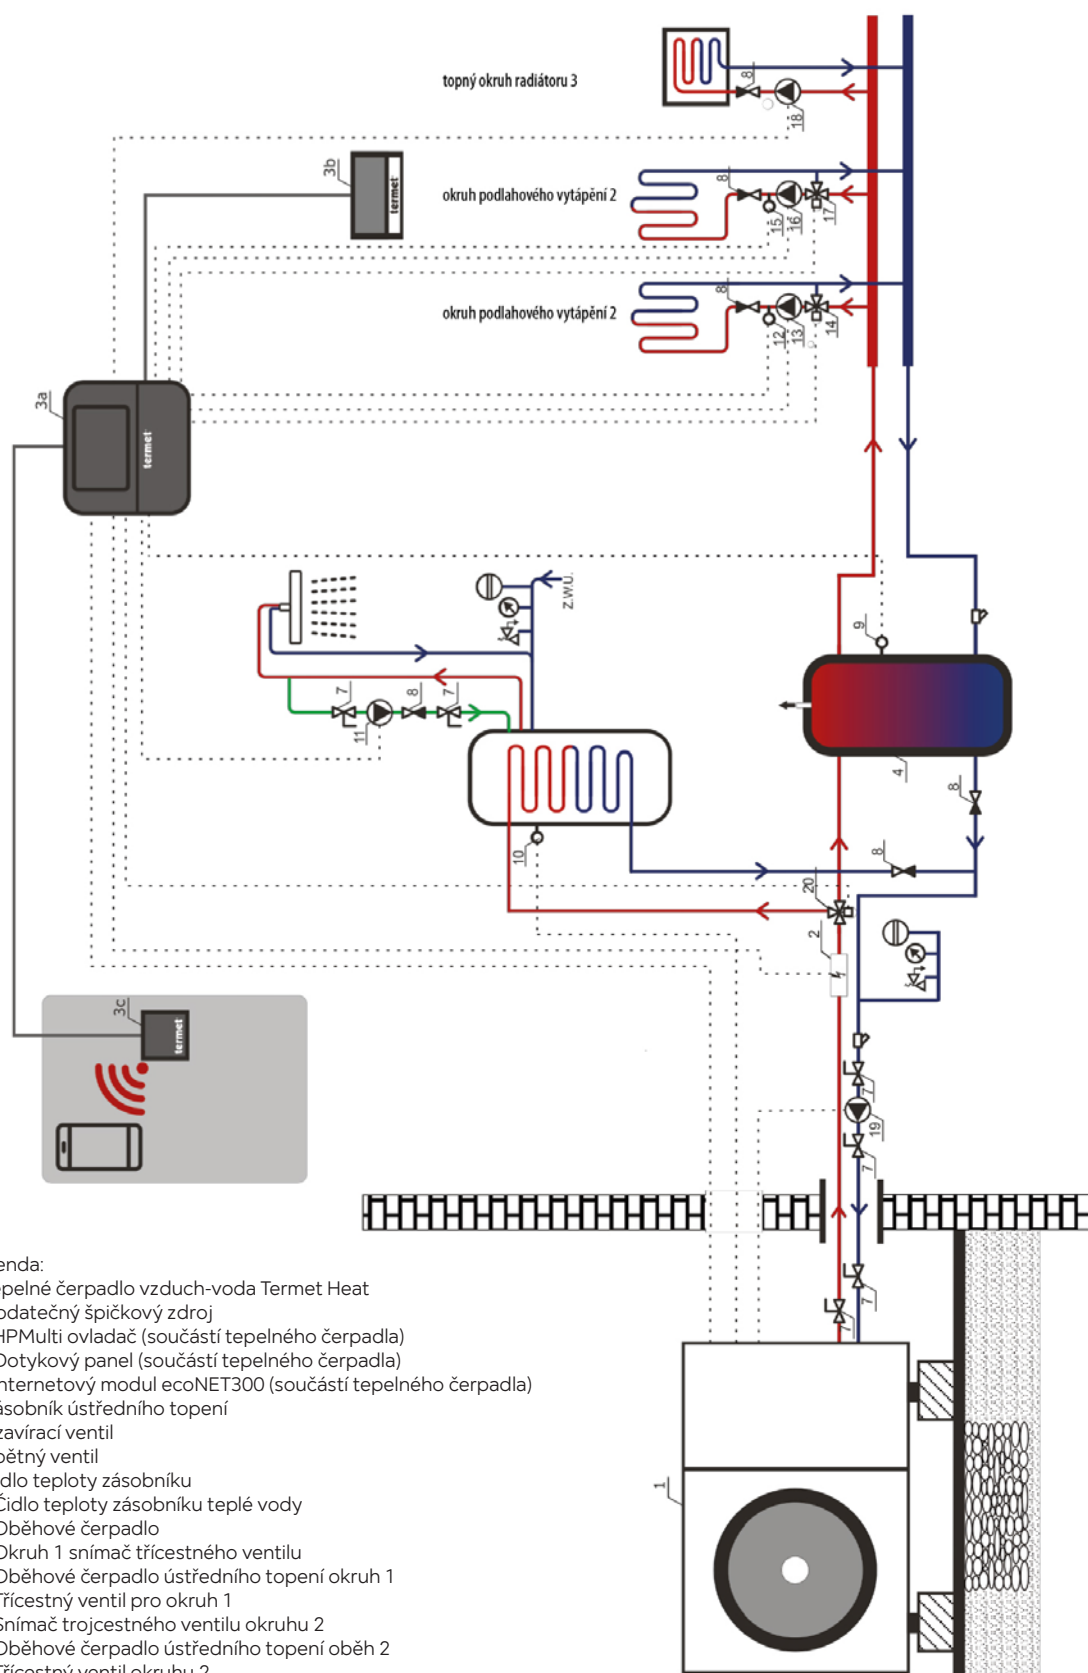 topný okruh radiátoru 3
8
18
3b
termet
okruh podlahového vytápění 2
8
15
16
17
okruh podlahového vytápění 2
8
12
13
14
3a
termet
Z.W.U.
9
7
8
7
11
4
8
10
8
20
2
3c
termet
7
19
7
7
7
1
enda:
epelné čerpadlo vzduch-voda Termet Heat
odatečný špičkový zdroj
HPMulti ovladač (součástí tepelného čerpadla)
Dotykový panel (součástí tepelného čerpadla)
nternetový modul ecoNET300 (součástí tepelného čerpadla)
ásobník ústředního topení
zavírací ventil
pětný ventil
idlo teploty zásobníku
Čidlo teploty zásobníku teplé vody
Oběhové čerpadlo
Okruh 1 snímač třícestného ventilu
Oběhové čerpadlo ústředního topení okruh 1
Třícestný ventil pro okruh 1
Snímač trojcestného ventilu okruhu 2
Oběhové čerpadlo ústředního topení oběh 2
Třícestný ventil okruhu 2